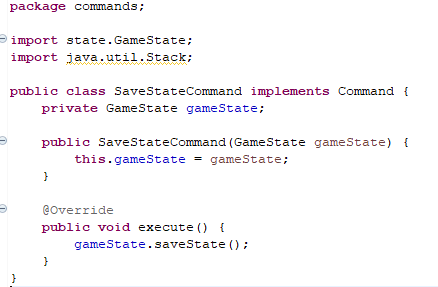 package commands;
import state.GameState;
import java.util.Stack;
public class SaveStateCommand implements Command {
private GameState gameState;
public SaveStateCommand(GameState gameState) {
this.gameState = gameState;
}
@Override
public void execute() {
gameState.saveState();
}
}